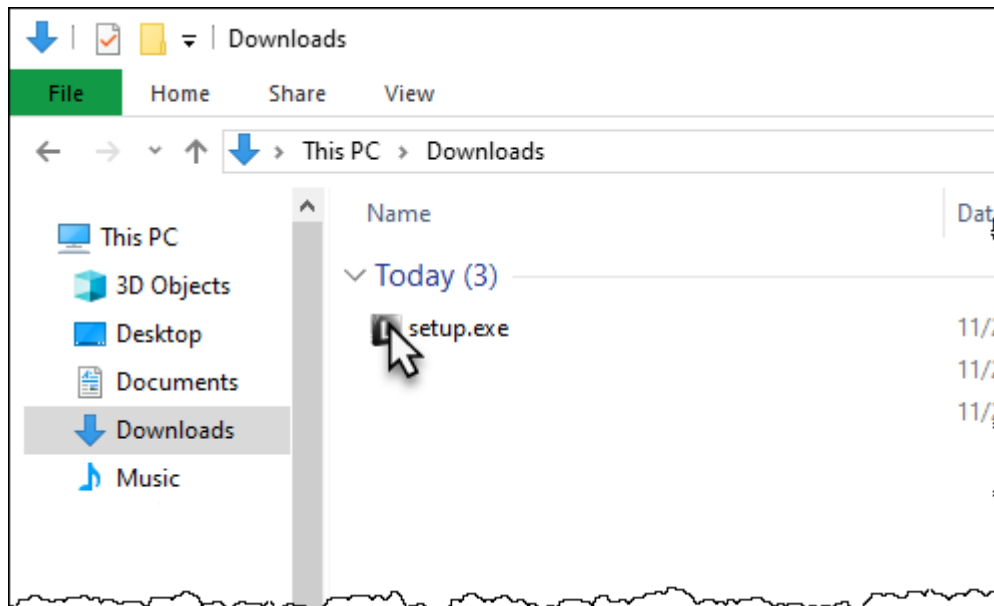 Downloads
File Home Share View
This PC Downloads
Name
This PC
Today (3)
3D Objects
setup.exe
Desktop
Documents
Downloads
Music